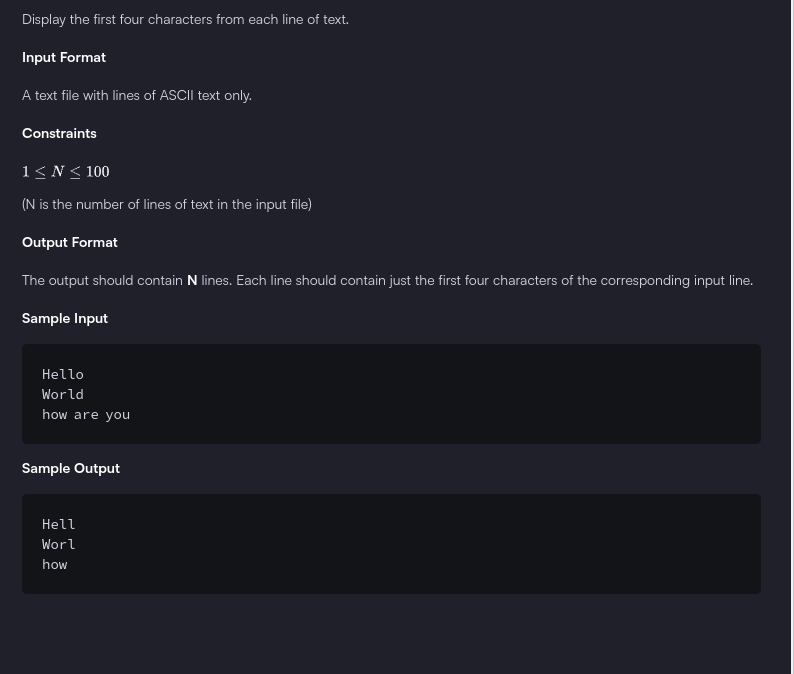 Display the first four characters from each line of text.
Input Format
A text file with lines of ASCII text only.
Constraints
1 ≤ N ≤ 100
(N is the number of lines of text in the input file)
Output Format
The output should contain N lines. Each line should contain just the first four characters of the corresponding input line.
Sample Input
Hello
World
how are you
Sample Output
Hell
Worl
how